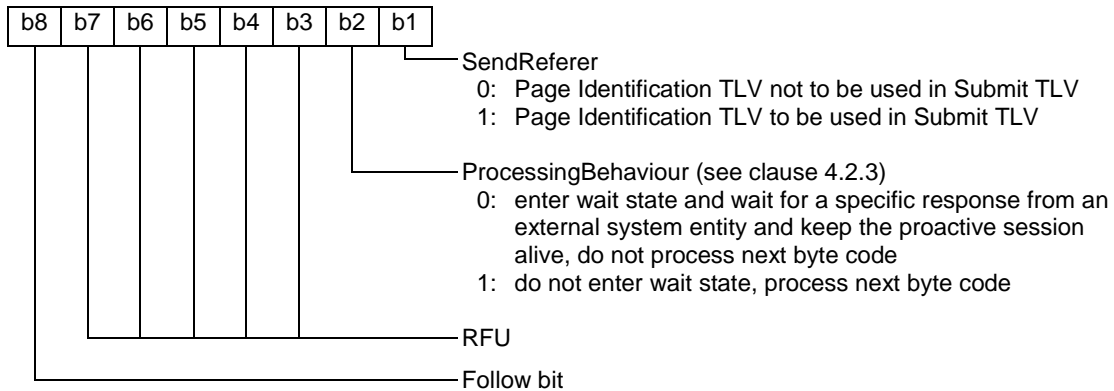 b8 b7 b6 b5 b4 b3 b2 b1
SendReferer
0: Page Identification TLV not to be used in Submit TLV
1: Page Identification TLV to be used in Submit TLV
ProcessingBehaviour (see clause 4.2.3)
0: enter wait state and wait for a specific response from an
external system entity and keep the proactive session
alive, do not process next byte code
1: do not enter wait state, process next byte code
RFU
Follow bit